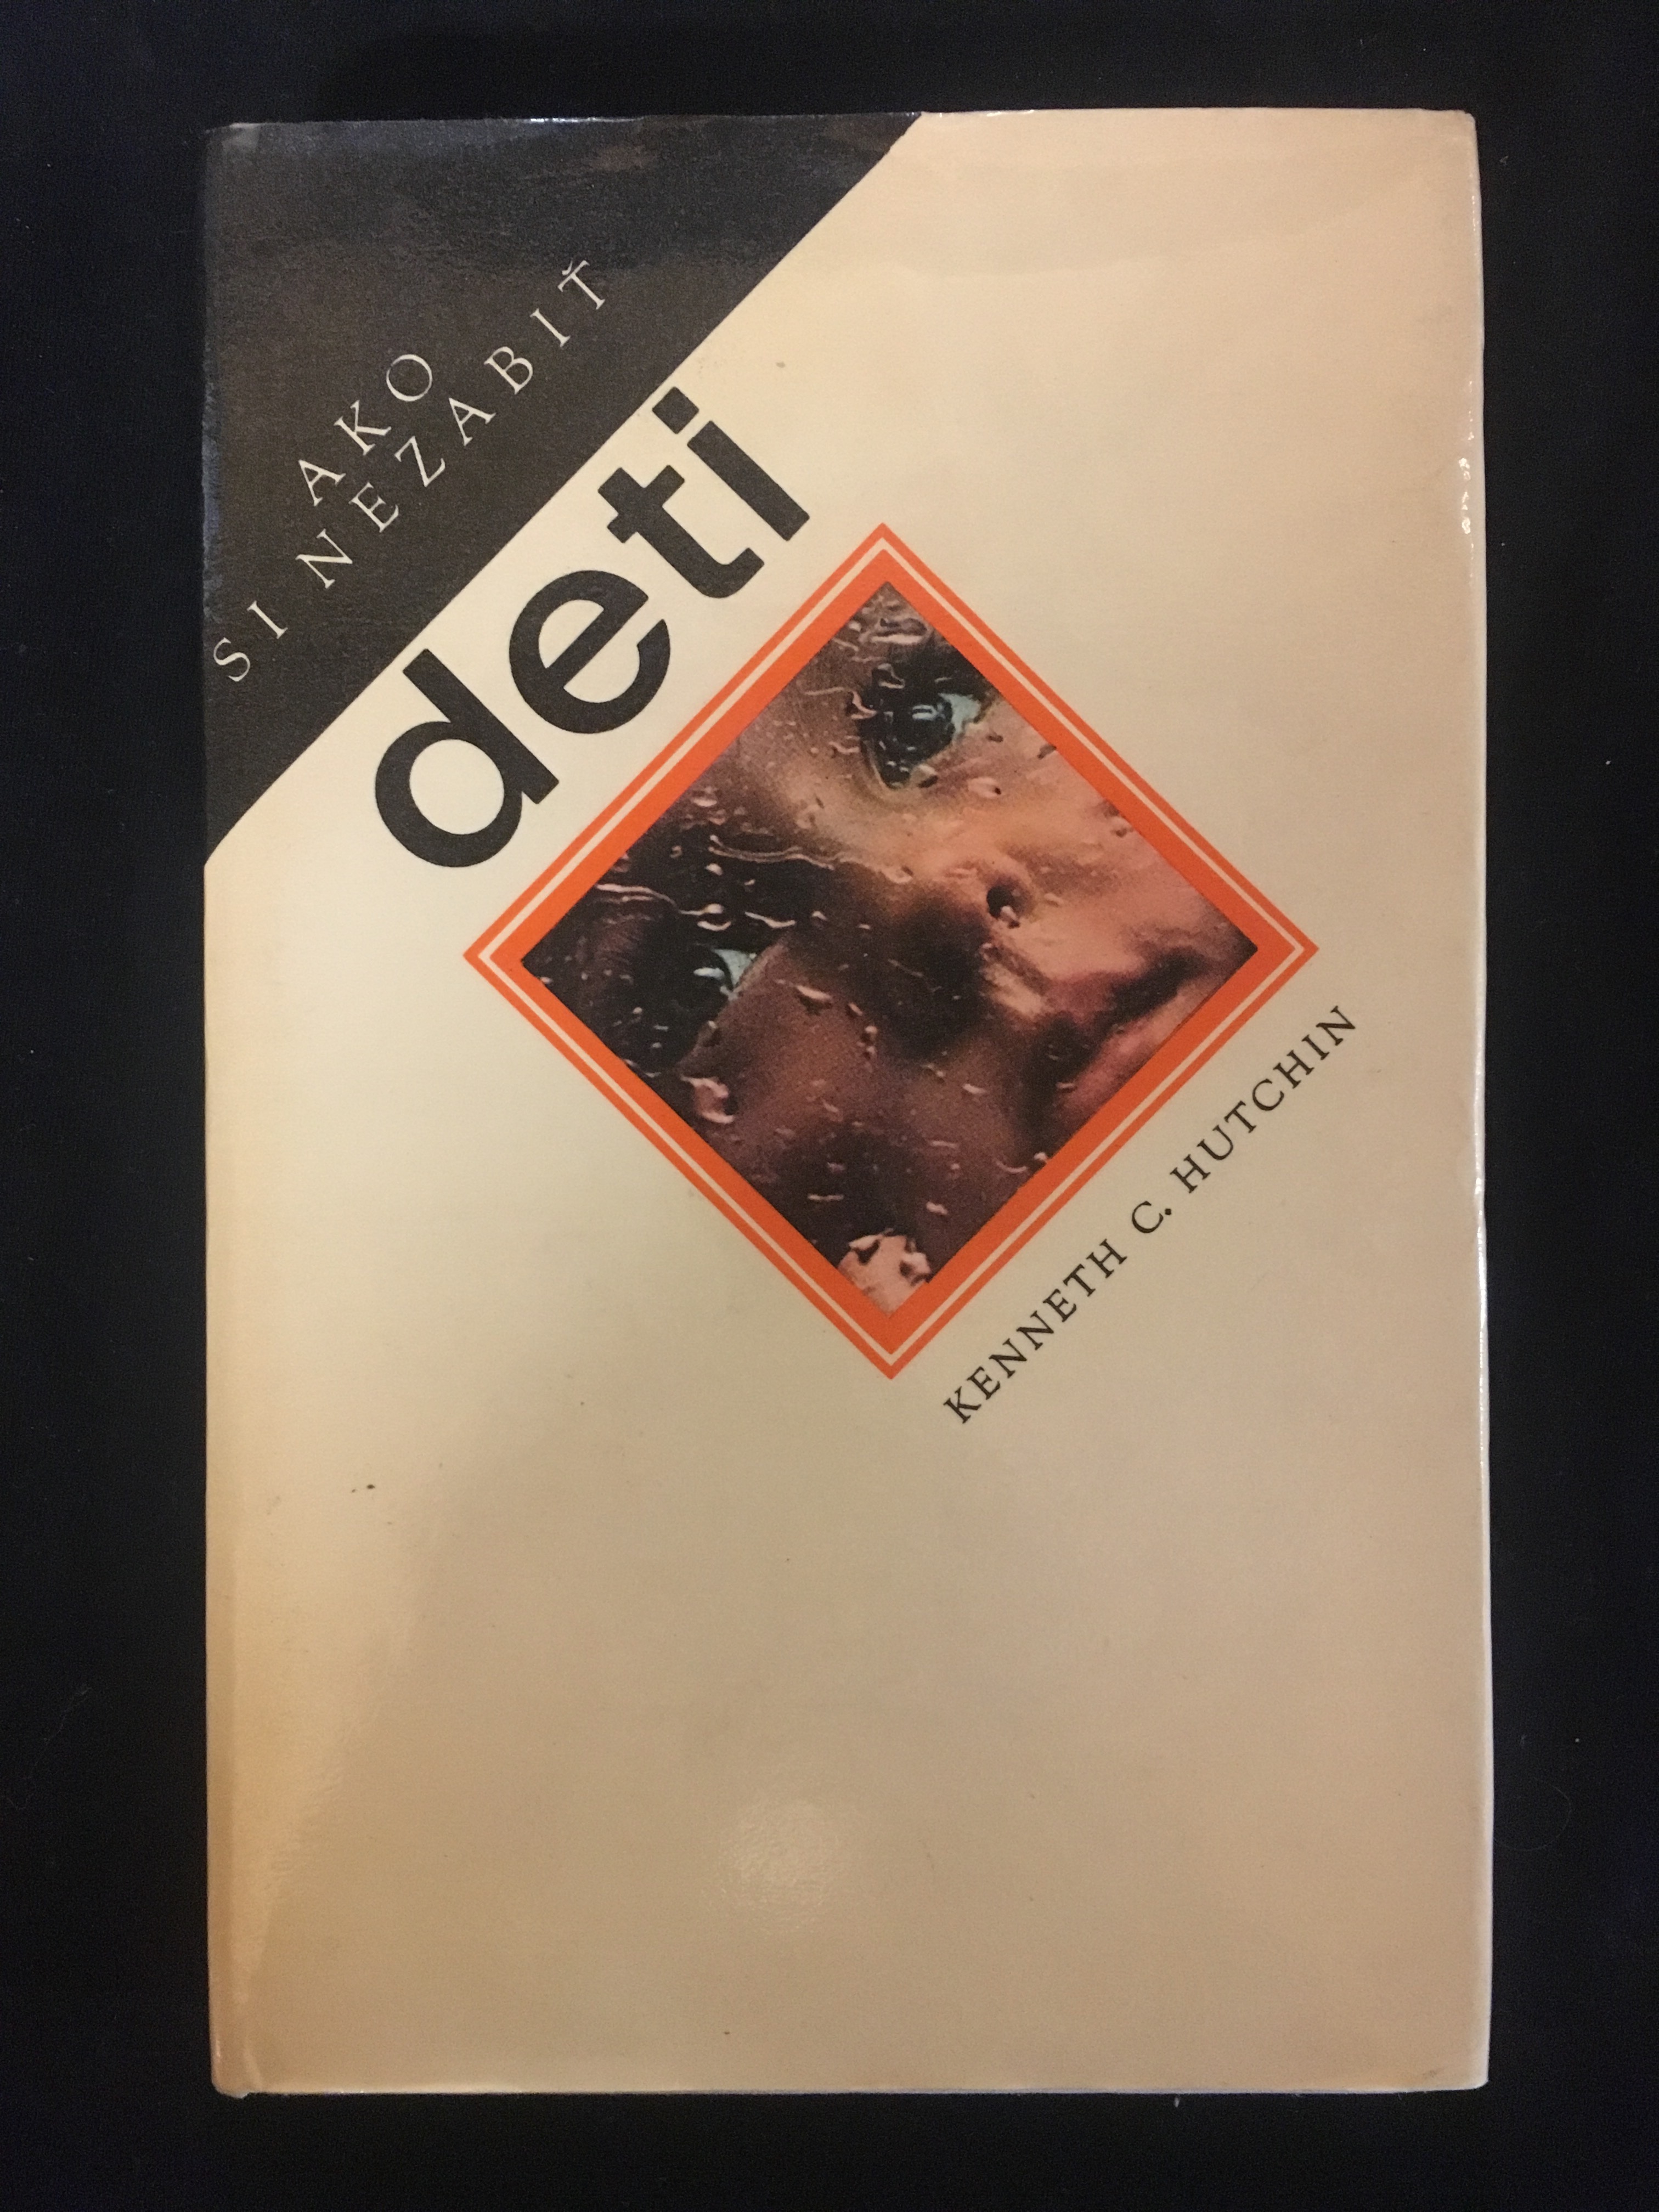 AKO
SI NEZABIŤ
deti
KENNETH C. HUTCHIN